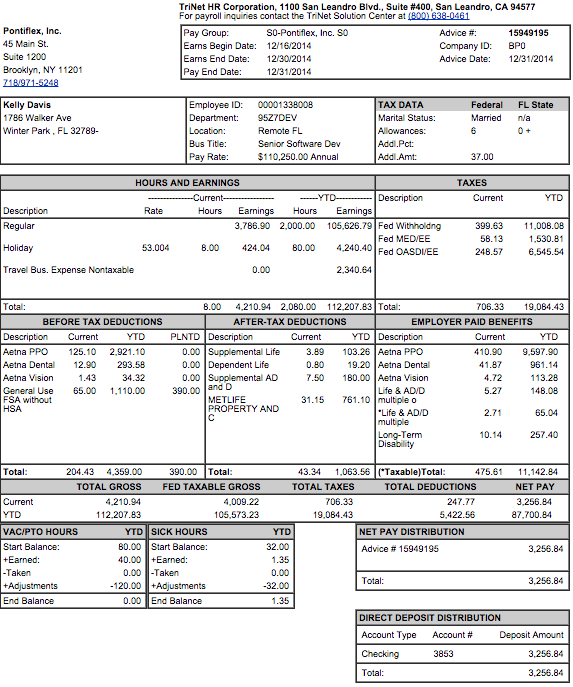 TriNet HR Corporation, 1100 San Leandro Blvd., Suite #400, San Leandro, CA 94577
For payroll inquiries contact the TriNet Solution Center at (800) 638-0461
Pontiflex, Inc.
45 Main St.
Suite 1200
Brooklyn, NY 11201
718/971-5248
Pay Group: S0-Pontiflex, Inc. S0 Advice #: 15949195
Earns Begin Date: 12/16/2014 Company ID: BP0
Earns End Date: 12/30/2014 Advice Date: 12/31/2014
Pay End Date: 12/31/2014
Kelly Davis
1786 Walker Ave
Winter Park , FL 32789-
Employee ID: 00001338008
Department: 95Z7DEV
Location: Remote FL
Bus Title: Senior Software Dev
Pay Rate: $110,250.00 Annual
TAX DATA Federal FL State
Marital Status: Married n/a
Allowances: 6 0 +
Addl.Pct:
Addl.Amt: 37.00
HOURS AND EARNINGS
----------------Current----------------- ------YTD-----------
Description Rate Hours Earnings Hours Earnings
Regular 3,786.90 2,000.00 105,626.79
Holiday 53.004 8.00 424.04 80.00 4,240.40
Travel Bus. Expense Nontaxable 0.00 2,340.64
Total: 8.00 4,210.94 2,080.00 112,207.83
TAXES
Description Current YTD
Fed Withholdng 399.63 11,008.08
Fed MED/EE 58.13 1,530.81
Fed OASDI/EE 248.57 6,545.54
Total: 706.33 19,084.43
BEFORE TAX DEDUCTIONS
Description Current YTD PLNTD
Aetna PPO 125.10 2,921.10 0.00
Aetna Dental 12.90 293.58 0.00
Aetna Vision 1.43 34.32 0.00
General Use 65.00 1,110.00 390.00
FSA without
HSA
Total: 204.43 4,359.00 390.00
AFTER-TAX DEDUCTIONS
Description Current YTD
Supplemental Life 3.89 103.26
Dependent Life 0.80 19.20
Supplemental AD 7.50 180.00
and D
METLIFE 31.15 761.10
PROPERTY AND
C
Total: 43.34 1,063.56
EMPLOYER PAID BENEFITS
Description Current YTD
Aetna PPO 410.90 9,597.90
Aetna Dental 41.87 961.14
Aetna Vision 4.72 113.28
Life & AD/D 5.27 148.08
multiple o
*Life & AD/D 2.71 65.04
multiple
Long-Term 10.14 257.40
Disability
(*Taxable)Total: 475.61 11,142.84
TOTAL GROSS FED TAXABLE GROSS TOTAL TAXES TOTAL DEDUCTIONS NET PAY
Current 4,210.94 4,009.22 706.33 247.77 3,256.84
YTD 112,207.83 105,573.23 19,084.43 5,422.56 87,700.84
VAC/PTO HOURS YTD
Start Balance: 80.00
+Earned: 40.00
-Taken 0.00
+Adjustments -120.00
End Balance 0.00
SICK HOURS YTD
Start Balance: 32.00
+Earned: 1.35
-Taken 0.00
+Adjustments -32.00
End Balance 1.35
NET PAY DISTRIBUTION
Advice # 15949195 3,256.84
Total: 3,256.84
DIRECT DEPOSIT DISTRIBUTION
Account Type Account # Deposit Amount
Checking 3853 3,256.84
Total: 3,256.84